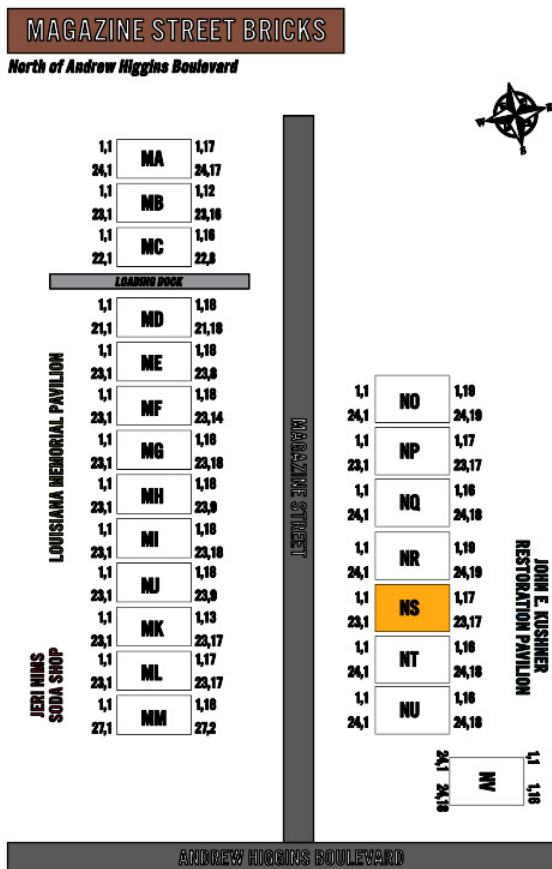 MAGAZINE STREET BRICKS
North of Andrew Higgins Boulevard
W
S
1,1 MA 1,17
24,1 24,17
1,1 MB 1,12
23,1 23,16
1,1 MC 1,16
22,1 22,8
LOADING DOCK
1,1 MD 1,18
21,1 21,18
1,1 ME 1,18
23,1 23,8
1,1 MF 1,18
23,1 23,14
1,1 MG 1,16
23,1 23,18
1,1 MH 1,18
23,1 23,9
1,1 MI 1,18
23,1 23,18
1,1 MJ 1,18
23,1 23,9
1,1 MK 1,13
23,1 23,17
1,1 ML 1,17
23,1 23,17
1,1 MM 1,18
27,1 27,2
LOUISIANA MEMORIAL PAVILION
JERI NIMS
SODA SHOP
MAGAZINE STREET
1,1 NO 1,19
24,1 24,19
1,1 NP 1,17
23,1 23,17
1,1 NQ 1,16
24,1 24,18
1,1 NR 1,19
24,1 24,19
1,1 NS 1,17
23,1 23,17
1,1 NT 1,16
24,1 24,18
1,1 NU 1,16
24,1 24,18
JOHN E. KUSHNER
RESTORATION PAVILION
1,1 NV 1,16
24,1 24,18
ANDREW HIGGINS BOULEVARD